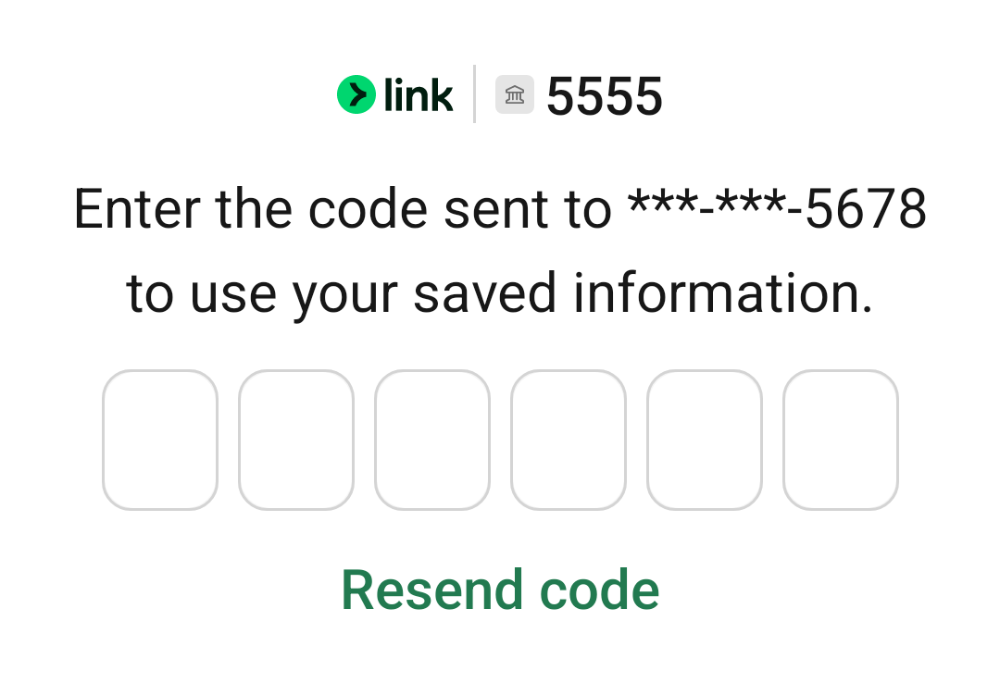 link 5555
Enter the code sent to ***-***-5678
to use your saved information.
Resend code